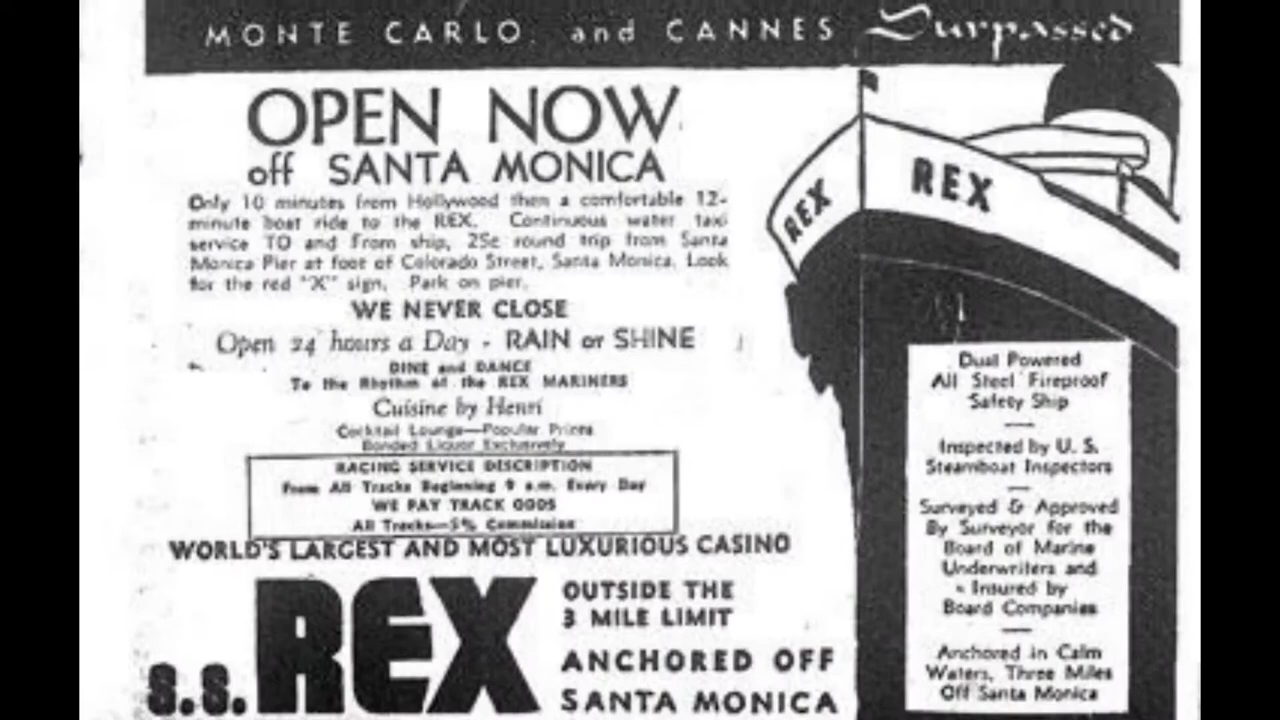 MONTE CARLO. and CANNES Surpassed
OPEN NOW
off SANTA MONICA
Only 10 minutes from Hollywood then a comfortable 12-
minute boat ride to the REX. Continuous water taxi
service TO and From ship, 25c round trip from Santa
Monica Pier at foot of Colorado Street, Santa Monica. Look
for the red "X" sign. Park on pier.
WE NEVER CLOSE
Open 24 hours a Day - RAIN or SHINE
DINE and DANCE
To the Rhythm of the REX MARINERS
Cuisine by Henri
Cocktail Lounge—Popular Prices
Bonded Liquor Exclusively
RACING SERVICE DESCRIPTION
From All Tracks Beginning 9 a.m. Every Day
WE PAY TRACK ODDS
All Tracks—5% Commission
WORLD'S LARGEST AND MOST LUXURIOUS CASINO
s.s. REX
OUTSIDE THE
3 MILE LIMIT
ANCHORED OFF
SANTA MONICA
REX
REX
Dual Powered
All Steel Fireproof
Safety Ship
Inspected by U. S.
Steamboat Inspectors
Surveyed & Approved
By Surveyor for the
Board of Marine
Underwriters and
Insured by
Board Companies
Anchored in Calm
Waters, Three Miles
Off Santa Monica